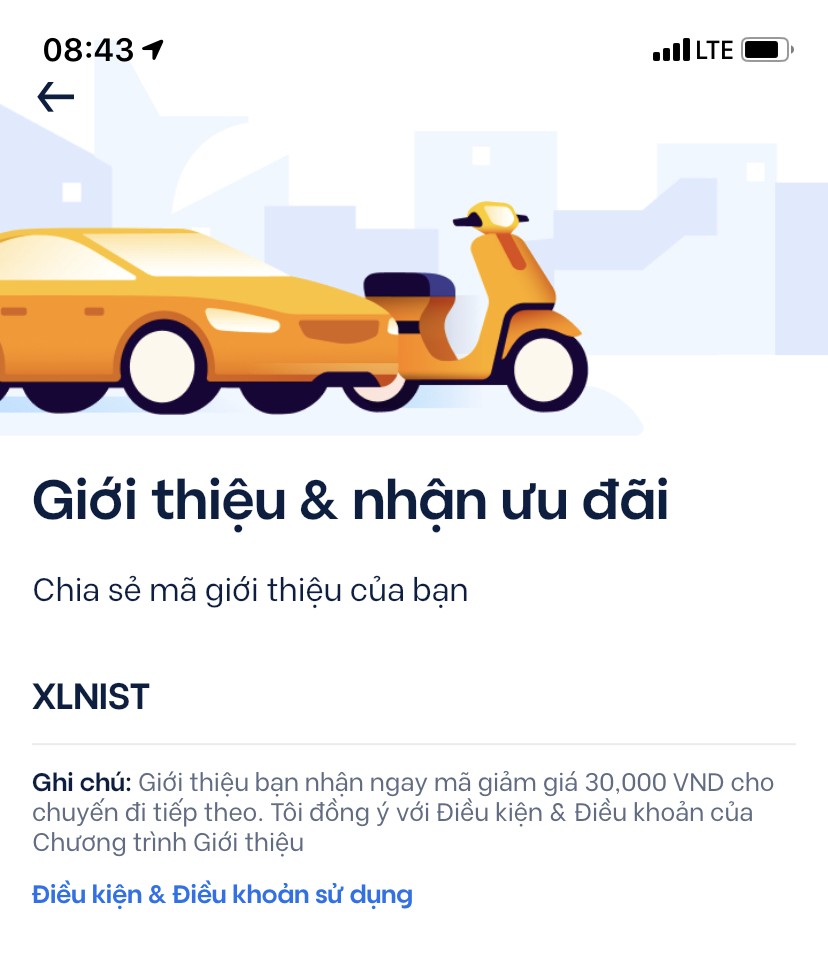 08:43
LTE
Giới thiệu & nhận ưu đãi
Chia sẻ mã giới thiệu của bạn
XLNIST
Ghi chú: Giới thiệu bạn nhận ngay mã giảm giá 30,000 VND cho
chuyến đi tiếp theo. Tôi đồng ý với Điều kiện & Điều khoản của
Chương trình Giới thiệu
Điều kiện & Điều khoản sử dụng